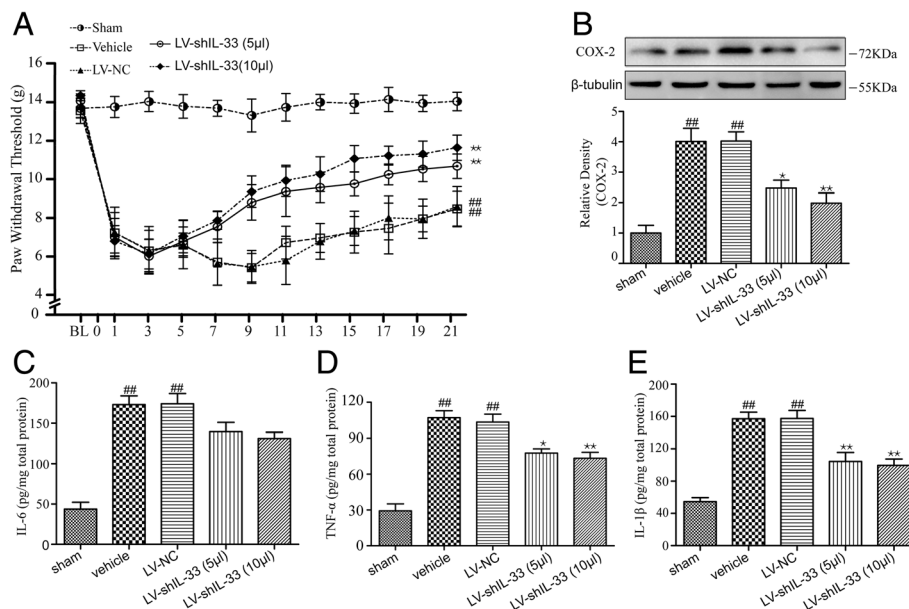 A
Sham
Vehicle
LV-NC
LV-shIL-33 (5μl)
LV-shIL-33(10μl)
Paw Withdrawal Threshold (g)
14
12
10
8
6
4
0
**
**
##
##
BL 0 1 3 5 7 9 11 13 15 17 19 21
B
COX-2
72KDa
β-tubulin
55KDa
Relative Density
(COX-2)
5
4
3
2
1
0
## ## * **
sham vehicle LV-NC LV-shIL-33 (5μl) LV-shIL-33 (10μl)
C
IL-6 (pg/mg total protein)
200
150
100
50
0
## ##
sham vehicle LV-NC LV-shIL-33 (5μl) LV-shIL-33 (10μl)
D
TNF-α (pg/mg total protein)
120
90
60
30
0
## ## * **
sham vehicle LV-NC LV-shIL-33 (5μl) LV-shIL-33 (10μl)
E
IL-1β (pg/mg total protein)
200
160
120
80
40
0
## ## ** **
sham vehicle LV-NC LV-shIL-33 (5μl) LV-shIL-33 (10μl)